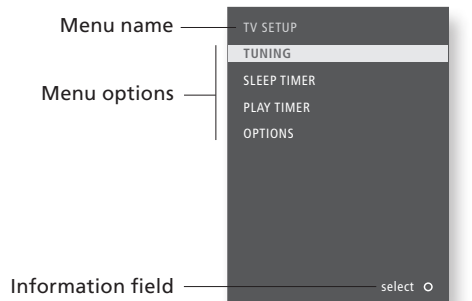 Menu name
TV SETUP
TUNING
Menu options
SLEEP TIMER
PLAY TIMER
OPTIONS
Information field
select